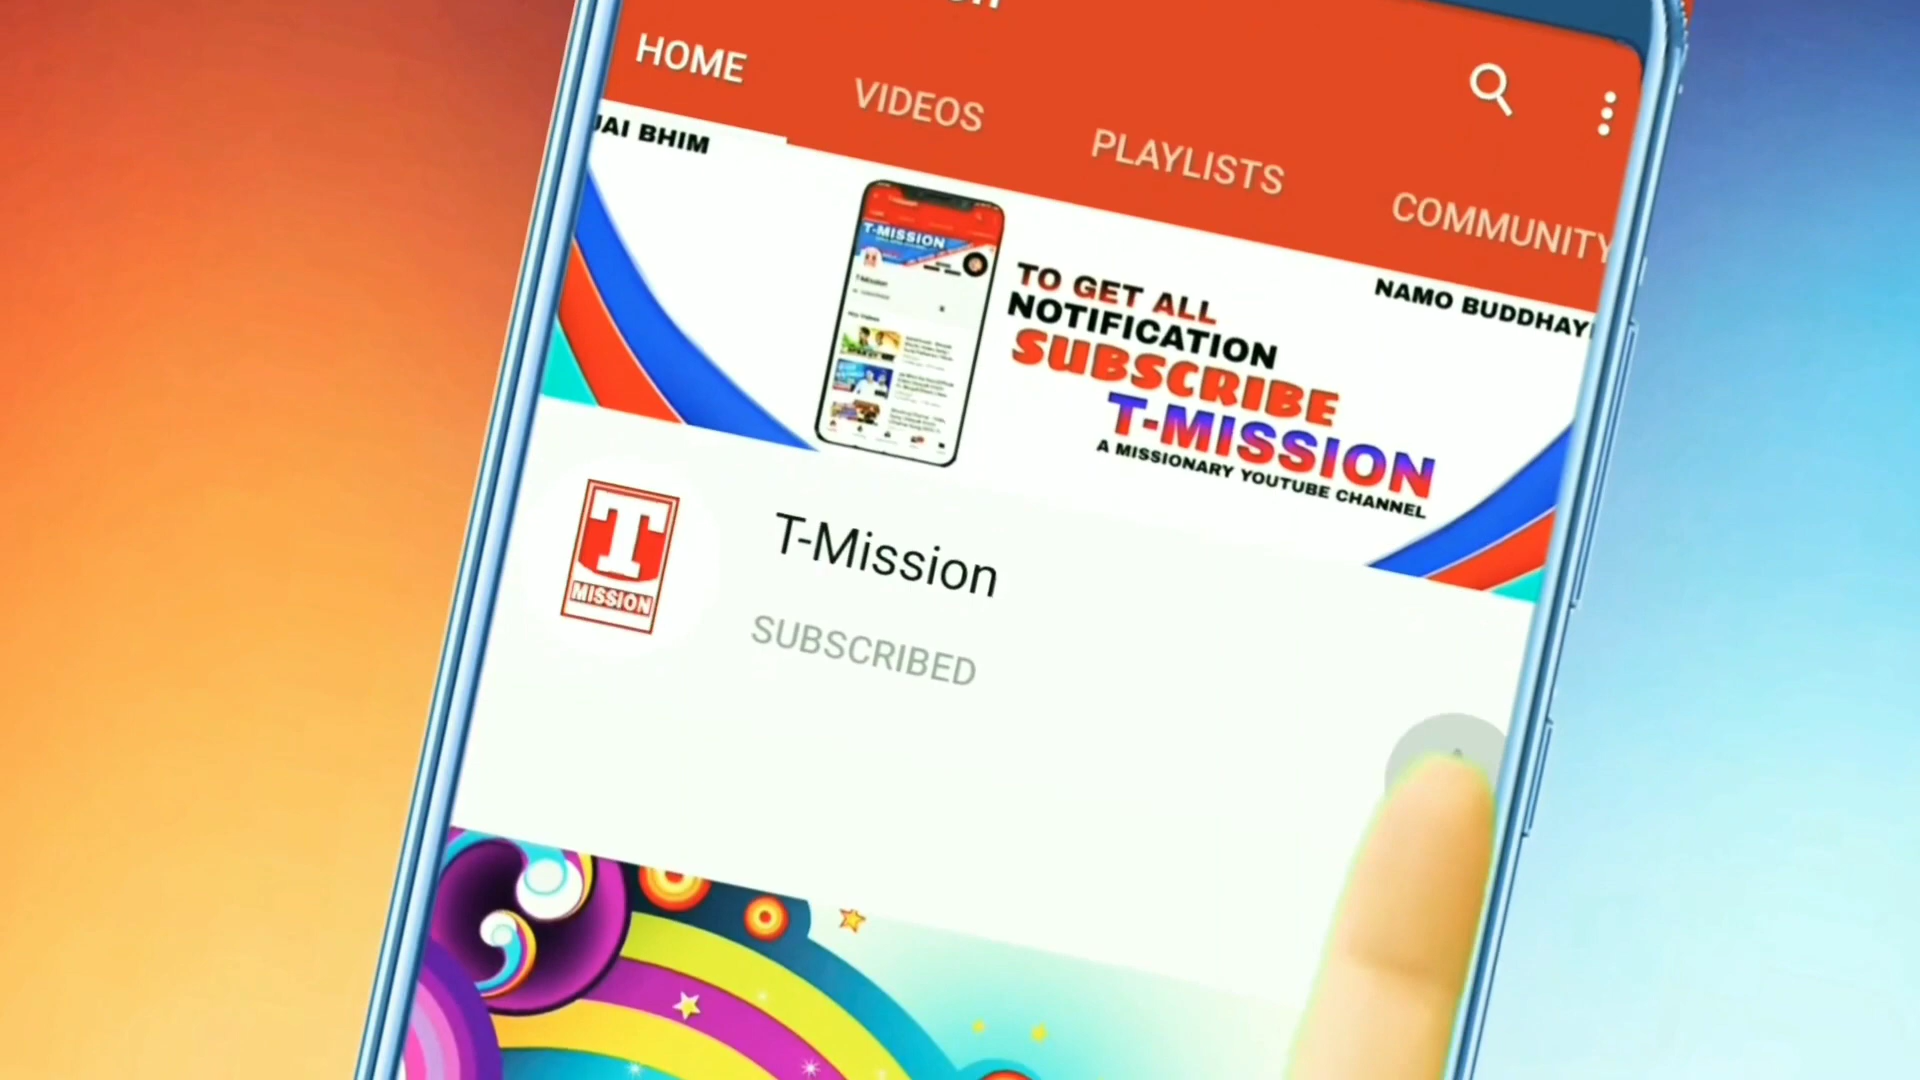 HOME
VIDEOS
PLAYLISTS
COMMUNITY
JAI BHIM
NAMO BUDDHAY
T-MISSION
TO GET ALL
NOTIFICATION
SUBSCRIBE
T-MISSION
A MISSIONARY YOUTUBE CHANNEL
T
MISSION
T-Mission
SUBSCRIBED